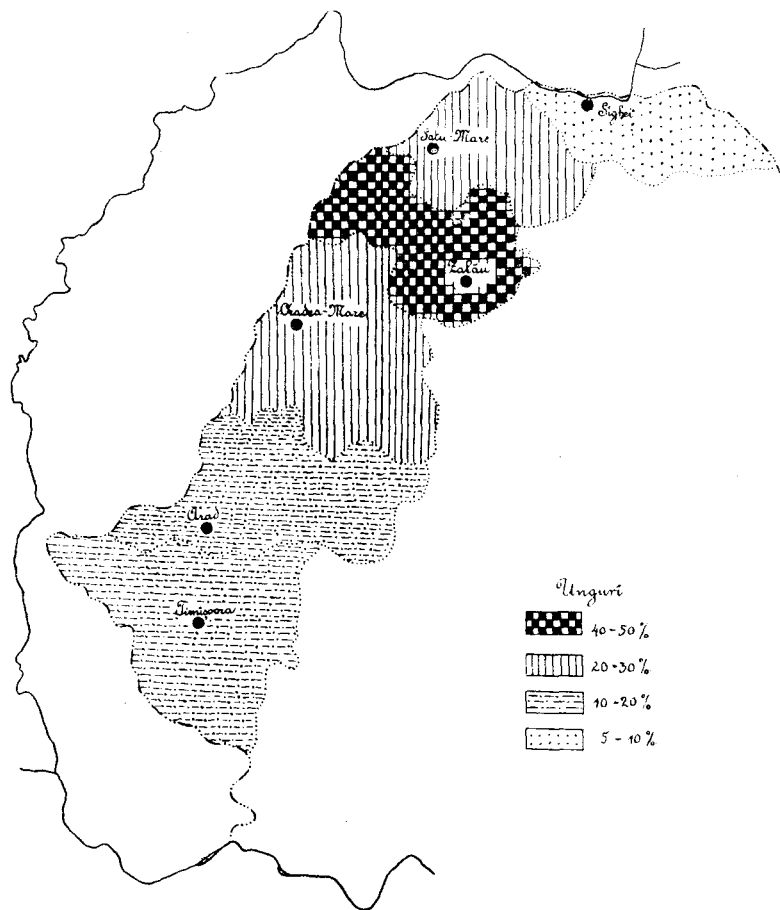 Sighet
Satu-Mare
Zalău
Oradea-Mare
Arad
Timișoara
Unguri
40-50%
20-30%
10-20%
5-10%